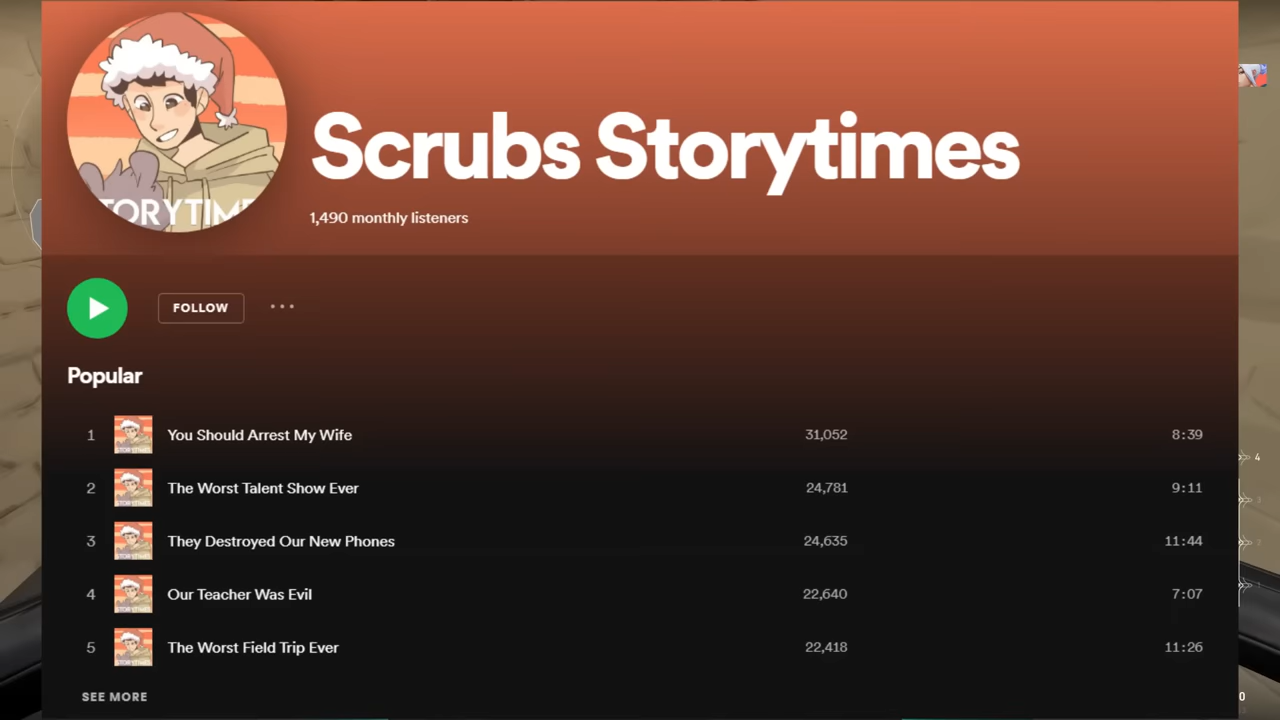 TORYTIME
Scrubs Storytimes
1,490 monthly listeners
FOLLOW
Popular
1 You Should Arrest My Wife 31,052 8:39
2 The Worst Talent Show Ever 24,781 9:11
3 They Destroyed Our New Phones 24,635 11:44
4 Our Teacher Was Evil 22,640 7:07
5 The Worst Field Trip Ever 22,418 11:26
SEE MORE
4
0